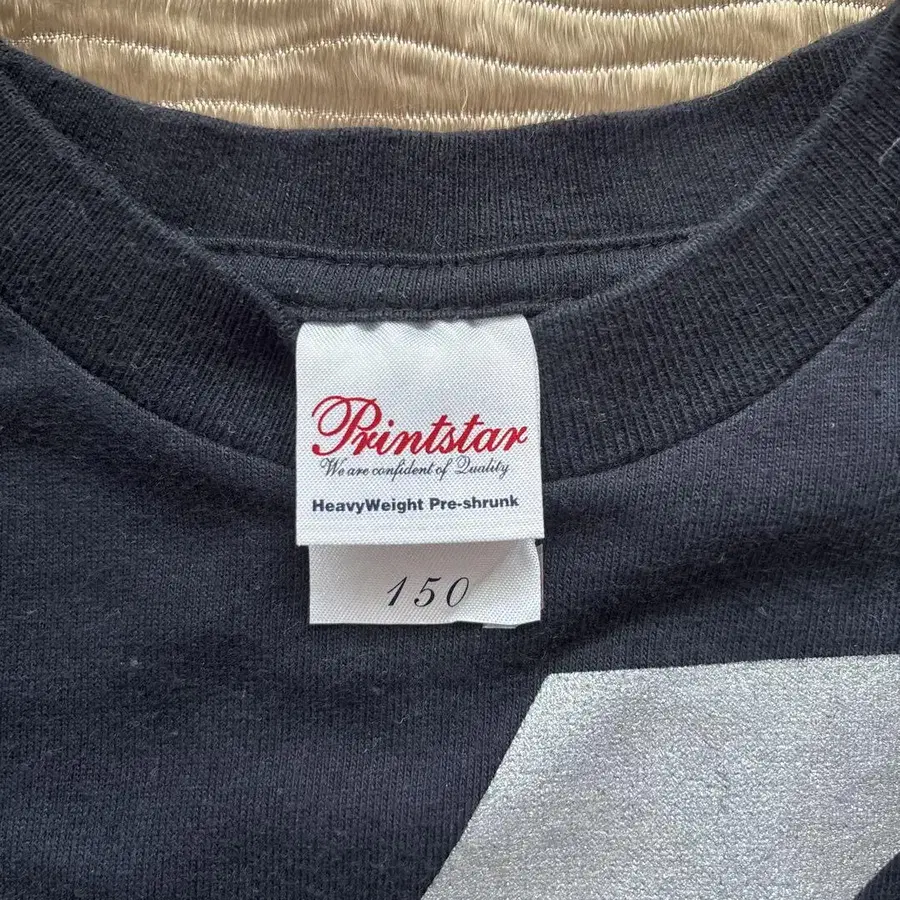 Printstar
We are confident of Quality
HeavyWeight Pre-shrunk
150